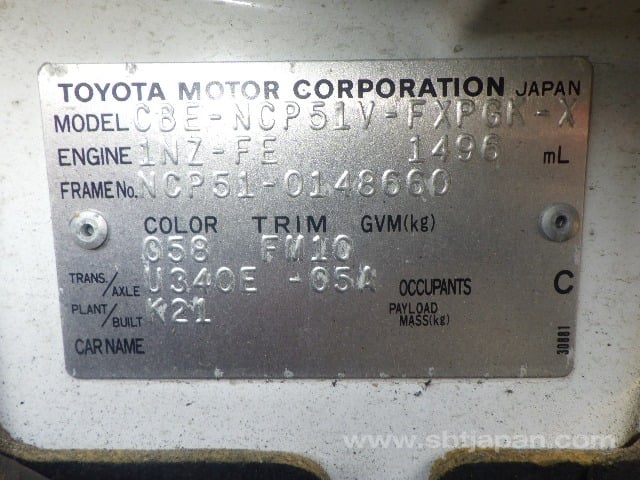 TOYOTA MOTOR CORPORATION JAPAN
MODEL CBE-NCP51V-FXPGK-X
ENGINE 1NZ-FE 1496 mL
FRAME No. NCP51-0148660
COLOR TRIM GVM(kg)
058 FM10
TRANS./AXLE U340E -05A OCCUPANTS C
PLANT/BUILT K21 PAYLOAD MASS(kg)
CAR NAME
30881
www.shtjapan.com